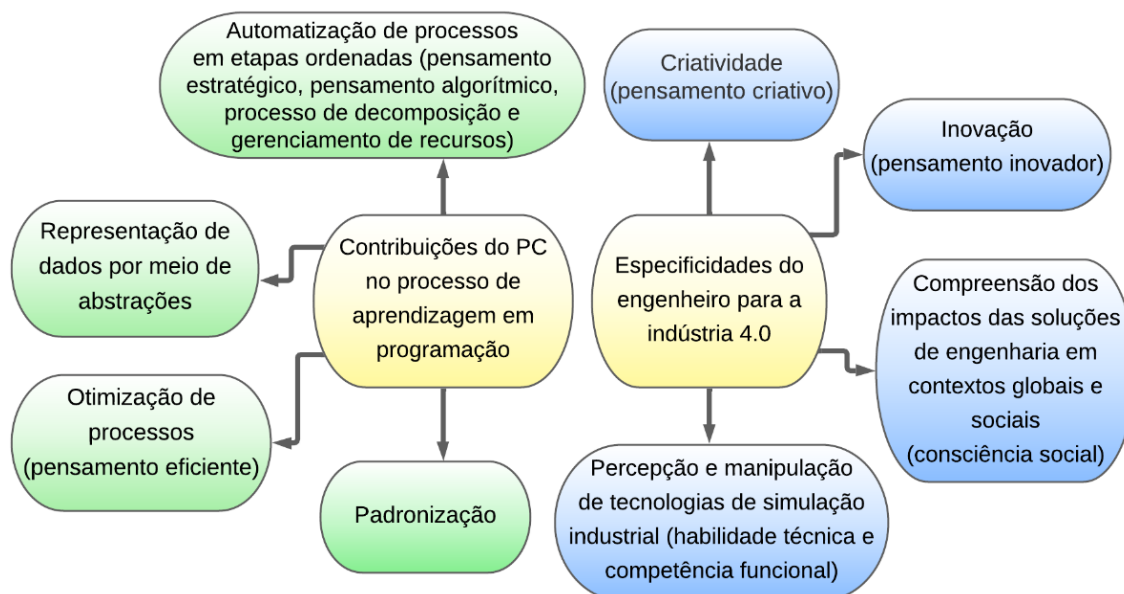 Automatização de processos
em etapas ordenadas (pensamento
estratégico, pensamento algorítmico,
processo de decomposição e
gerenciamento de recursos)
Criatividade
(pensamento criativo)
Inovação
(pensamento inovador)
Representação de
dados por meio de
abstrações
Contribuições do PC
no processo de
aprendizagem em
programação
Especificidades do
engenheiro para a
indústria 4.0
Compreensão dos
impactos das soluções
de engenharia em
contextos globais e
sociais
(consciência social)
Otimização de
processos
(pensamento eficiente)
Padronização
Percepção e manipulação
de tecnologias de simulação
industrial (habilidade técnica e
competência funcional)